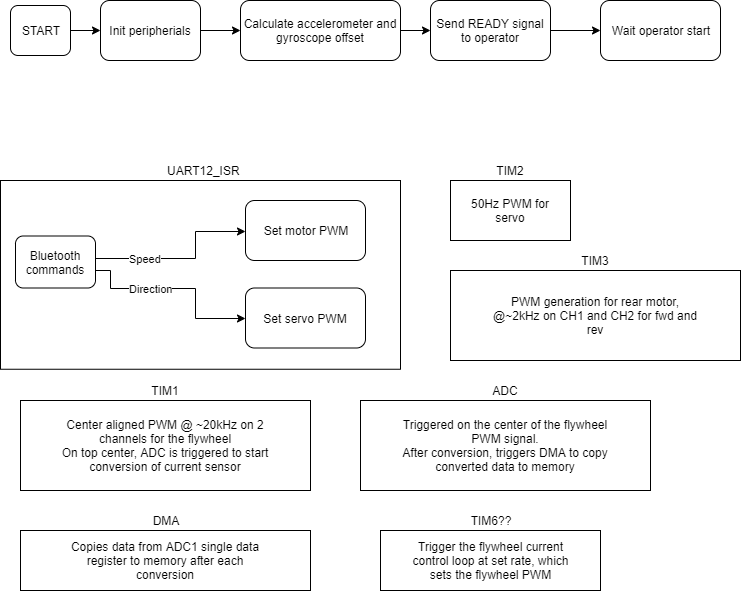 START
Init peripherials
Calculate accelerometer and
gyroscope offset
Send READY signal
to operator
Wait operator start
UART12_ISR
Bluetooth
commands
Speed
Direction
Set motor PWM
Set servo PWM
TIM2
50Hz PWM for
servo
TIM3
PWM generation for rear motor,
@~2kHz on CH1 and CH2 for fwd and
rev
TIM1
Center aligned PWM @ ~20kHz on 2
channels for the flywheel
On top center, ADC is triggered to start
conversion of current sensor
ADC
Triggered on the center of the flywheel
PWM signal.
After conversion, triggers DMA to copy
converted data to memory
DMA
Copies data from ADC1 single data
register to memory after each
conversion
TIM6??
Trigger the flywheel current
control loop at set rate, which
sets the flywheel PWM